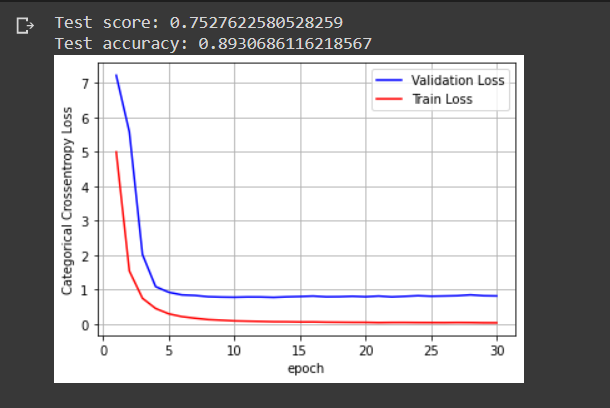 Test score: 0.7527622580528259
Test accuracy: 0.8930686116218567
Validation Loss
Train Loss
7
6
5
4
3
2
1
0
Categorical Crossentropy Loss
0 5 10 15 20 25 30
epoch